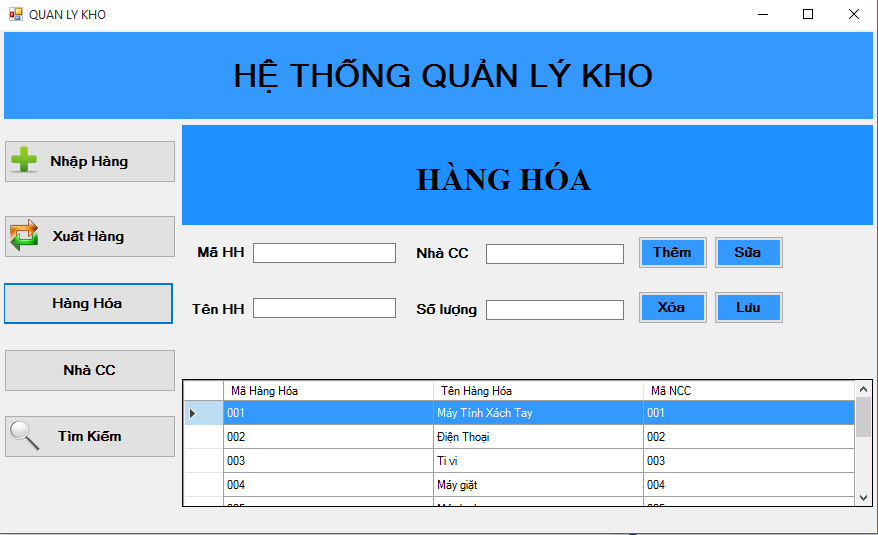 QUAN LY KHO
HỆ THỐNG QUẢN LÝ KHO
Nhập Hàng
Xuất Hàng
Hàng Hóa
Nhà CC
Tìm Kiếm
HÀNG HÓA
Mã HH Nhà CC Thêm Sửa
Tên HH Số lượng Xóa Lưu
Mã Hàng Hóa Tên Hàng Hóa Mã NCC
001 Máy Tính Xách Tay 001
002 Điện Thoại 002
003 Ti vi 003
004 Máy giặt 004